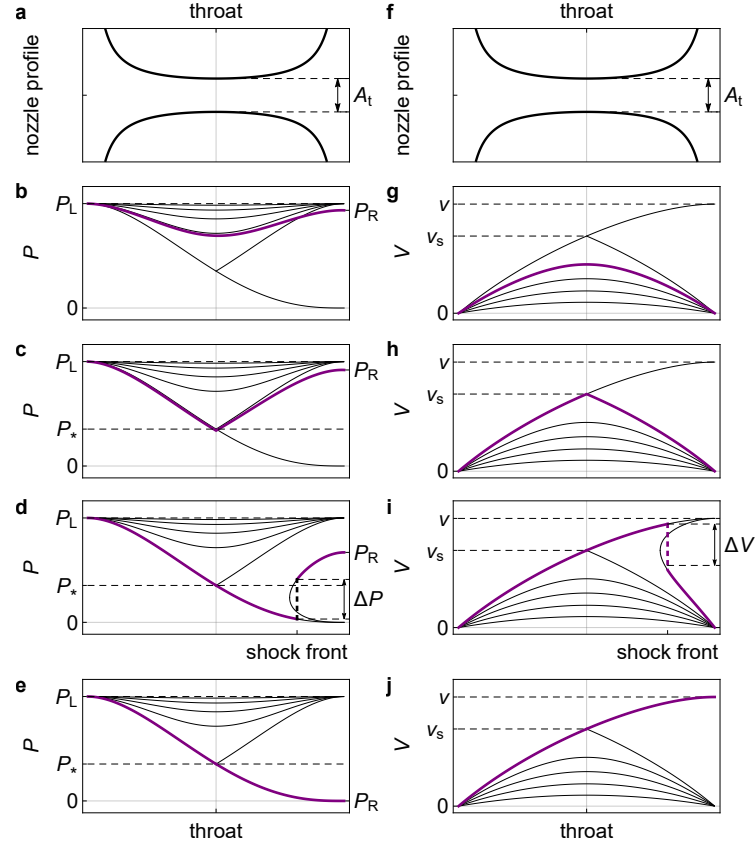 a
throat
nozzle profile
A_t
f
throat
nozzle profile
A_t
b
P_L
P_R
P
0
g
v
v_s
V
0
c
P_L
P_R
P
P_*
0
h
v
v_s
V
0
d
P_L
P_R
P
P_*
ΔP
0
shock front
i
v
v_s
V
ΔV
0
shock front
e
P_L
P
P_*
0
P_R
throat
j
v
v_s
V
0
throat